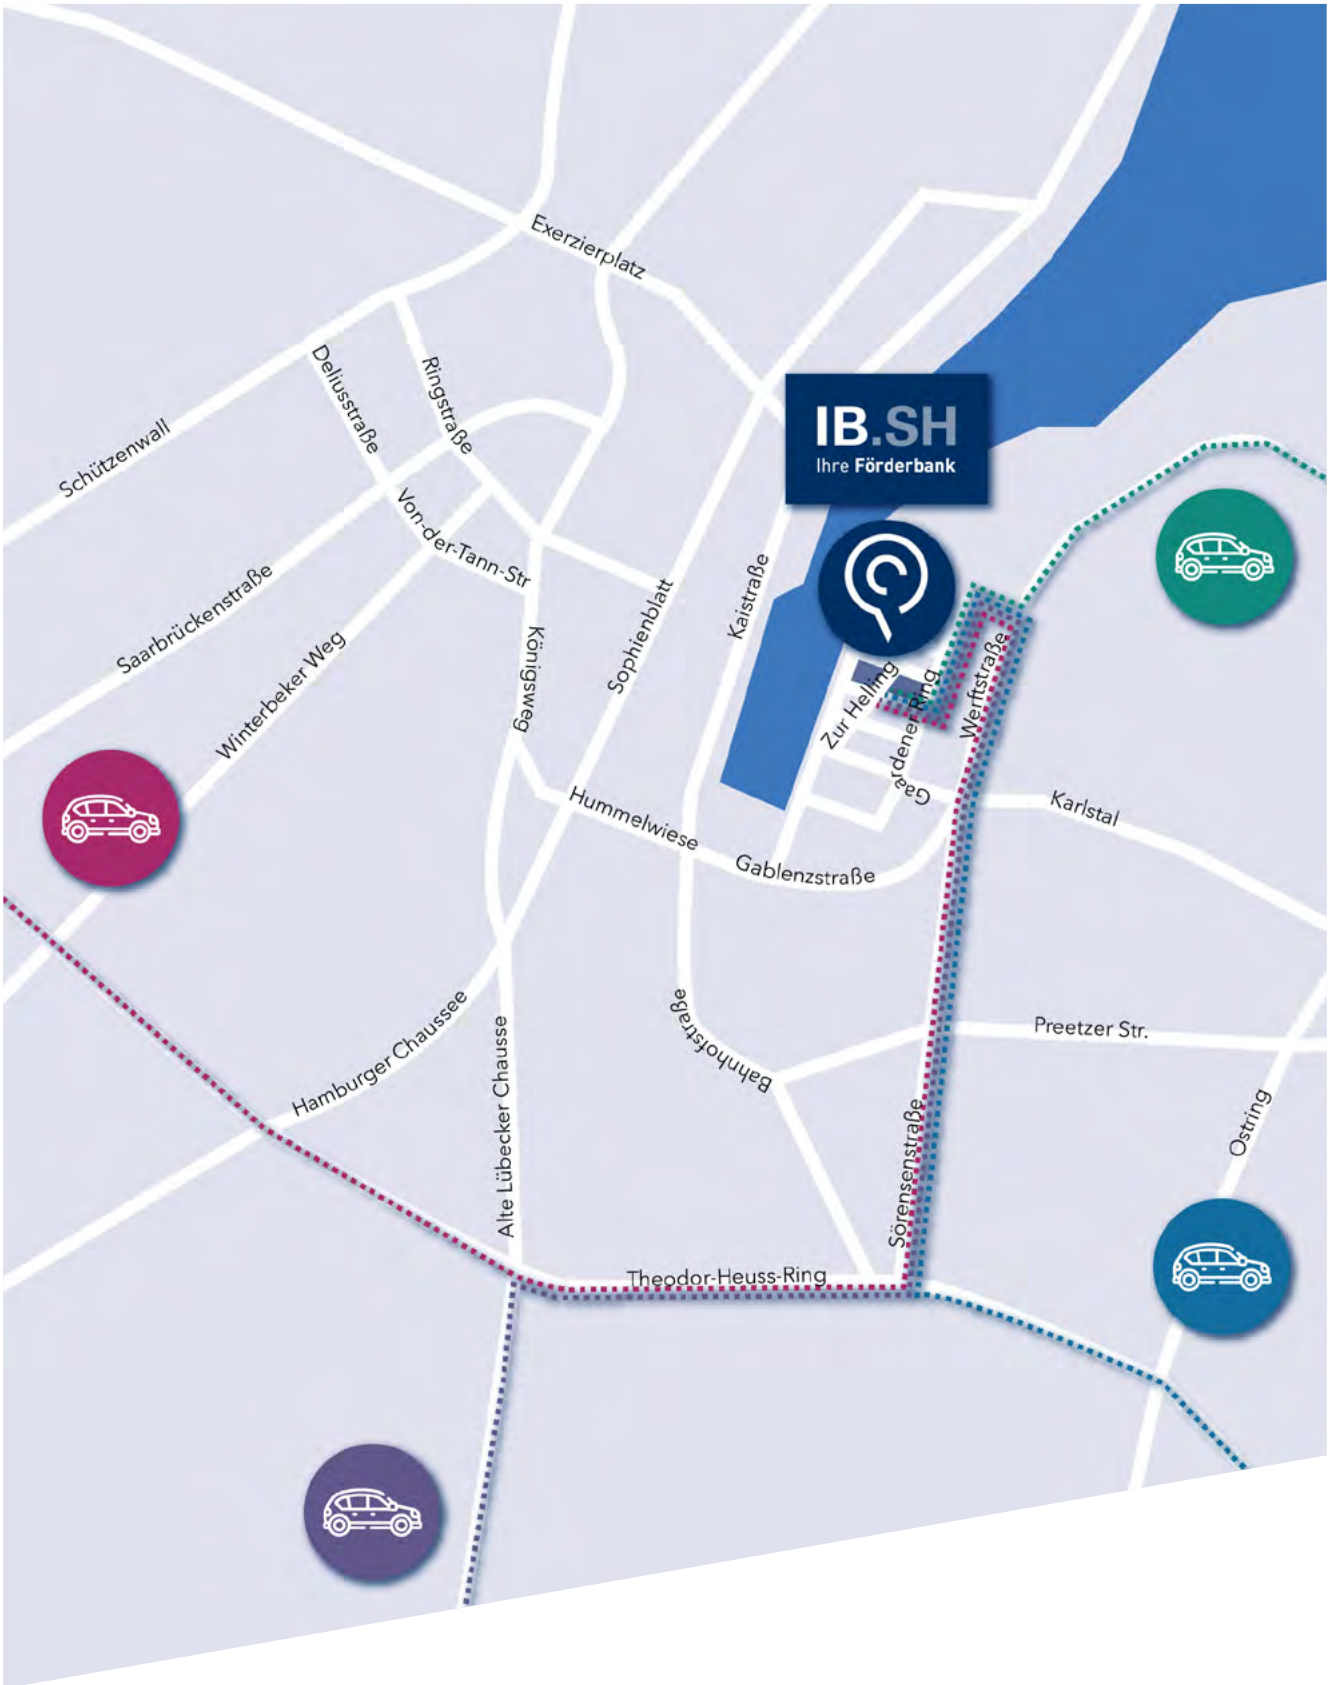 Exerzierplatz
Deliusstraße
Ringstraße
Schützenwall
IB.SH
Ihre Förderbank
Von-der-Tann-Str
Saarbrückenstraße
Kaistraße
Sophienblatt
Königsweg
Winterbeker Weg
Zur Helling
Gaardener Ring
Werftstraße
Hummelwiese
Karlstal
Gablenzstraße
Hamburger Chaussee
Alte Lübecker Chausse
Bahnhofstraße
Preetzer Str.
Ostring
Sörensenstraße
Theodor-Heuss-Ring